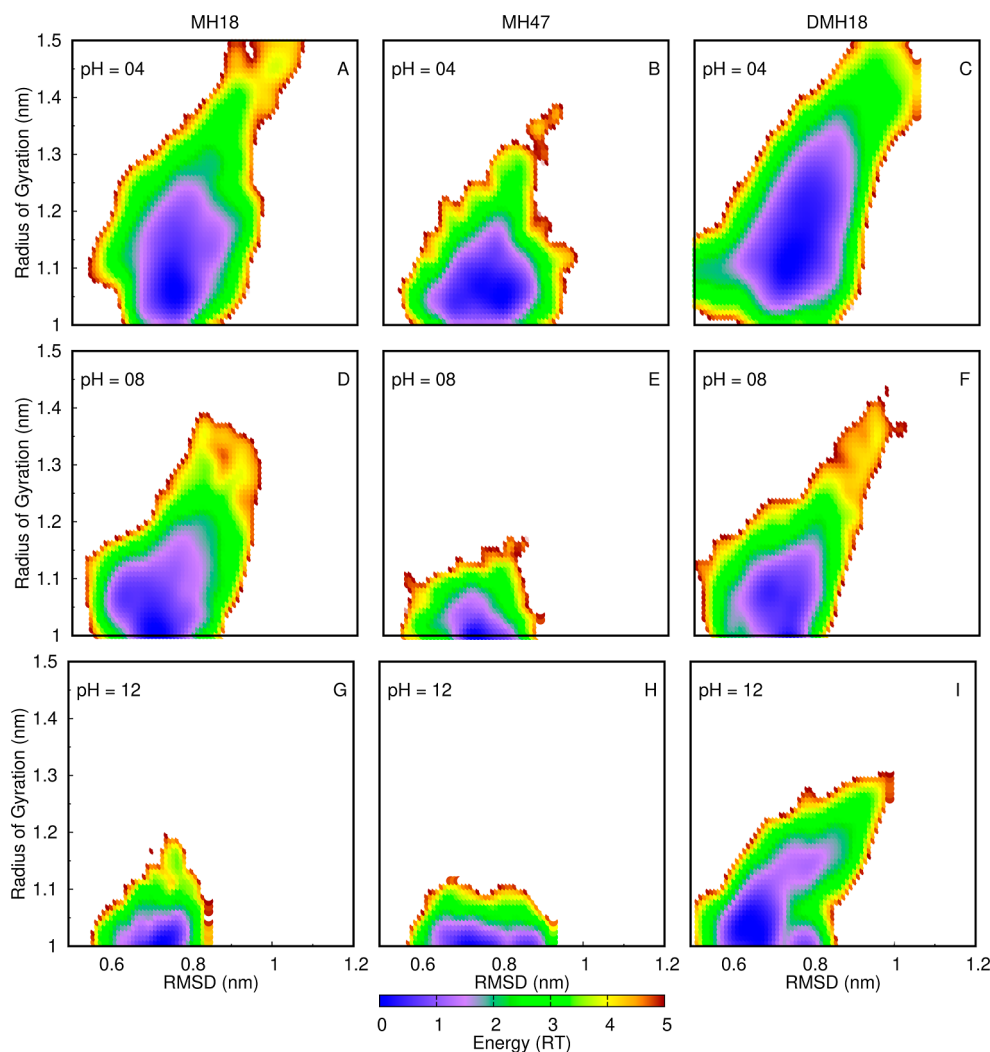 MH18 MH47 DMH18
1.5
pH = 04 A pH = 04 B pH = 04 C
1.4
1.3
1.2
1.1
1
Radius of Gyration (nm)
1.5
pH = 08 D pH = 08 E pH = 08 F
1.4
1.3
1.2
1.1
1
Radius of Gyration (nm)
1.5
pH = 12 G pH = 12 H pH = 12 I
1.4
1.3
1.2
1.1
1
Radius of Gyration (nm)
0.6 0.8 1 1.2 0.6 0.8 1 1.2 0.6 0.8 1 1.2
RMSD (nm) RMSD (nm) RMSD (nm)
0 1 2 3 4 5
Energy (RT)